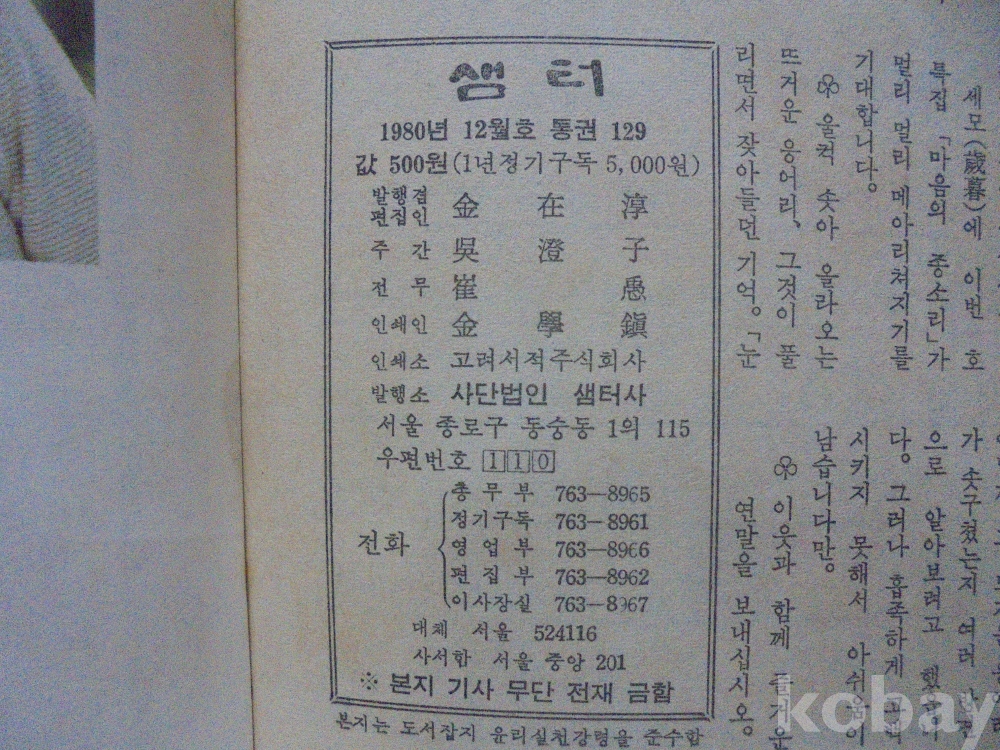 샘 터
1980년 12월호 통권 129
값 500원(1년정기구독 5,000원)
발행겸
편집인 金 在 淳
주 간 吳 澄 子
전 무 崔 愚
인쇄인 金 學 鎭
인쇄소 고려서적주식회사
발행소 사단법인 샘터사
서울 종로구 동숭동 1의 115
우편번호 110
전화
총 무 부 763-8965
정기구독 763-8961
영 업 부 763-8966
편 집 부 763-8962
이사장실 763-8967
대체 서울 524116
사서함 서울 중앙 201
※ 본지 기사 무단 전재 금함
본지는 도서잡지 윤리실천강령을 준수함
세모(歲暮)에 이번 호
특집 「마음의 종소리」가
멀리 멀리 메아리쳐지기를
기대합니다.
♧ 울컥 솟아 올라오는
뜨거운 응어리, 그것이 풀
리면서 잦아들던 기억. 「눈
가 솟구쳤는지 여러
으로 알아보려고
다. 그러나 흡족하게
시키지 못해서 아쉬움이
남습니다만.
♧ 이웃과 함께 즐거운
연말을 보내십시오.
kobay